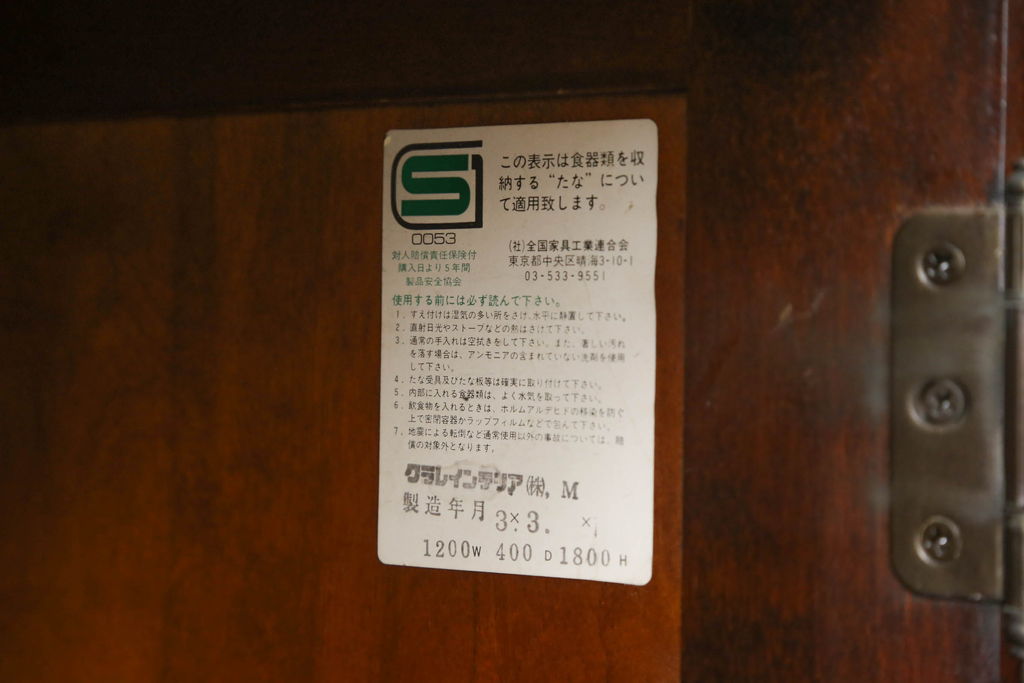 S
0053
対人賠償責任保険付
購入日より5年間
製品安全協会
この表示は食器類を収
納する“たな”につい
て適用致します。
(社)全国家具工業連合会
東京都中央区晴海3-10-1
03-533-9551
使用する前には必ず読んで下さい。
1. すえ付けは湿気の多い所をさけ、水平に静置して下さい。
2. 直射日光やストーブなどの熱はさけて下さい。
3. 通常の手入れは空拭きをして下さい。また、著しい汚れ
を落す場合は、アンモニアの含まれていない洗剤を使用
して下さい。
4. たな受具及びたな板等は確実に取り付けて下さい。
5. 内部に入れる食器類は、よく水気を取って下さい。
6. 飲食物を入れるときは、ホルムアルデヒドの移染を防ぐ
上で密閉容器かラップフィルムなどで包んで下さい。
7. 地震による転倒など通常使用以外の事故については、賠
償の対象外となります。
クラレインテリア(株), M
製造年月 3. 3.
1200W 400 D 1800 H